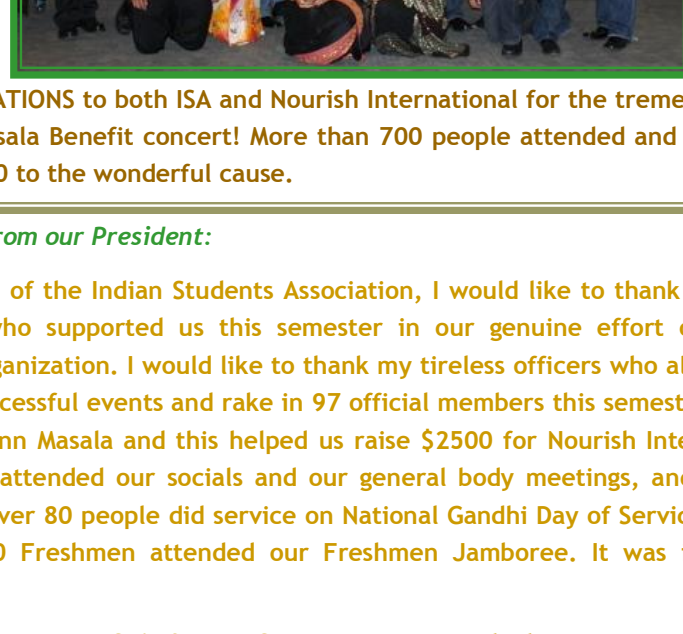 ATIONS to both ISA and Nourish International for the treme
sala Benefit concert! More than 700 people attended and
0 to the wonderful cause.
rom our President:
of the Indian Students Association, I would like to thank
who supported us this semester in our genuine effort
ganization. I would like to thank my tireless officers who al
ccessful events and rake in 97 official members this semest
nn Masala and this helped us raise $2500 for Nourish Inte
attended our socials and our general body meetings, and
ver 80 people did service on National Gandhi Day of Servic
0 Freshmen attended our Freshmen Jamboree. It was